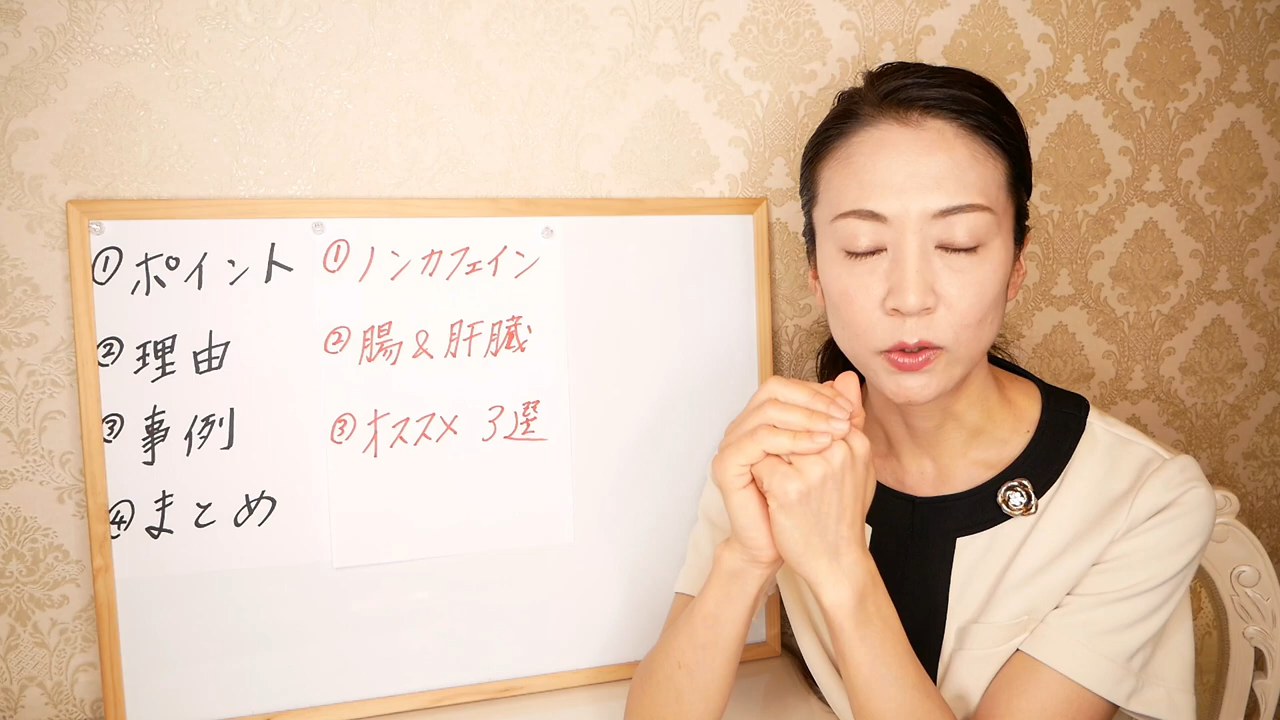 ①ポイント
②理由
③事例
④まとめ
①ノンカフェイン
②腸&肝臓
③オススメ 3選